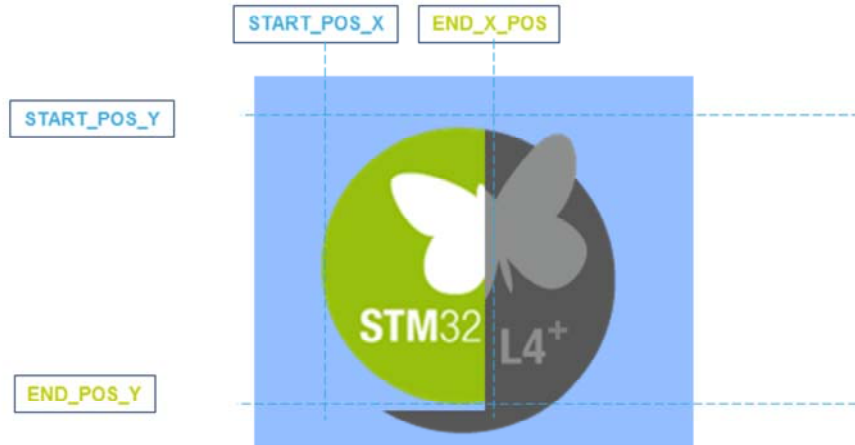 START_POS_X
END_X_POS
START_POS_Y
STM32
L4+
END_POS_Y